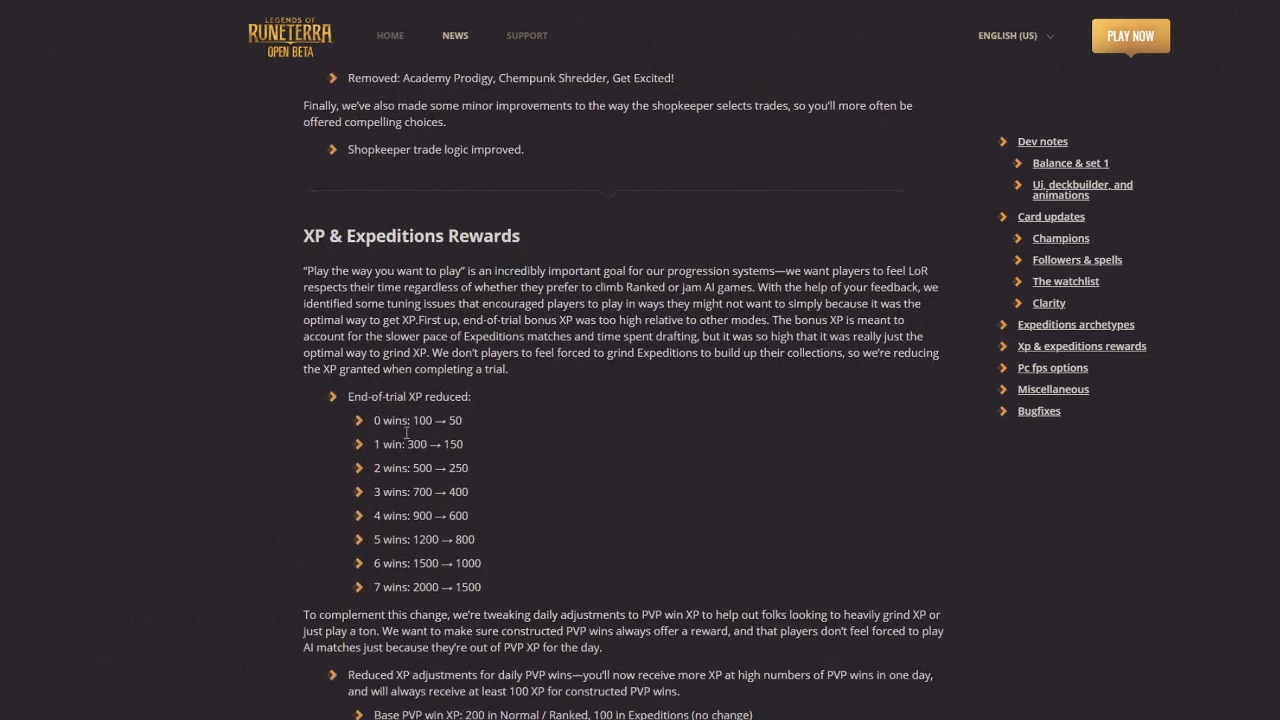 LEGENDS OF
RUNETERRA
OPEN BETA
HOME
NEWS
SUPPORT
ENGLISH (US)
PLAY NOW
Removed: Academy Prodigy, Chempunk Shredder, Get Excited!
Finally, we’ve also made some minor improvements to the way the shopkeeper selects trades, so you’ll more often be
offered compelling choices.
Shopkeeper trade logic improved.
XP & Expeditions Rewards
“Play the way you want to play” is an incredibly important goal for our progression systems—we want players to feel LoR
respects their time regardless of whether they prefer to climb Ranked or jam AI games. With the help of your feedback, we
identified some tuning issues that encouraged players to play in ways they might not want to simply because it was the
optimal way to get XP.First up, end-of-trial bonus XP was too high relative to other modes. The bonus XP is meant to
account for the slower pace of Expeditions matches and time spent drafting, but it was so high that it was really just the
optimal way to grind XP. We don’t players to feel forced to grind Expeditions to build up their collections, so we’re reducing
the XP granted when completing a trial.
End-of-trial XP reduced:
0 wins: 100 → 50
1 win: 300 → 150
2 wins: 500 → 250
3 wins: 700 → 400
4 wins: 900 → 600
5 wins: 1200 → 800
6 wins: 1500 → 1000
7 wins: 2000 → 1500
To complement this change, we’re tweaking daily adjustments to PVP win XP to help out folks looking to heavily grind XP or
just play a ton. We want to make sure constructed PVP wins always offer a reward, and that players don’t feel forced to play
AI matches just because they’re out of PVP XP for the day.
Reduced XP adjustments for daily PVP wins—you’ll now receive more XP at high numbers of PVP wins in one day,
and will always receive at least 100 XP for constructed PVP wins.
Base PVP win XP: 200 in Normal / Ranked, 100 in Expeditions (no change)
Dev notes
Balance & set 1
Ui, deckbuilder, and
animations
Card updates
Champions
Followers & spells
The watchlist
Clarity
Expeditions archetypes
Xp & expeditions rewards
Pc fps options
Miscellaneous
Bugfixes